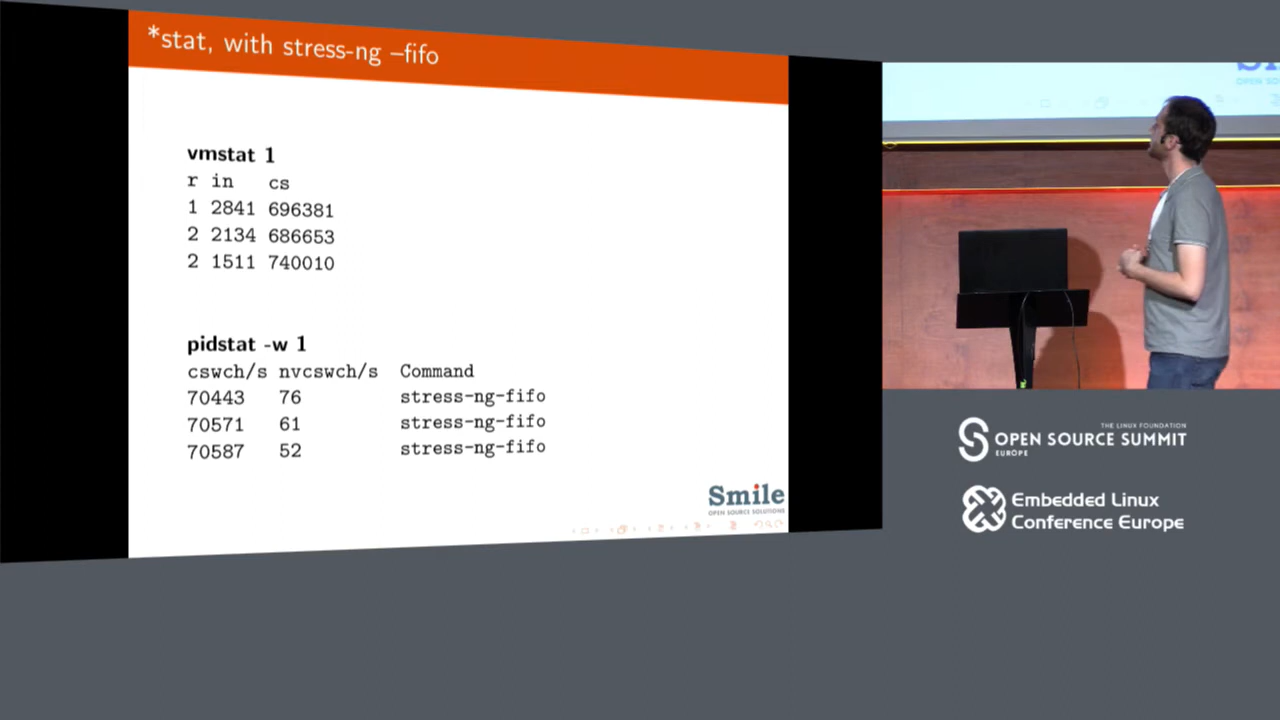 *stat, with stress-ng –fifo
vmstat 1
r in cs
1 2841 696381
2 2134 686653
2 1511 740010
pidstat -w 1
cswch/s nvcswch/s Command
70443 76 stress-ng-fifo
70571 61 stress-ng-fifo
70587 52 stress-ng-fifo
Smile
OPEN SOURCE SOLUTIONS
THE LINUX FOUNDATION
OPEN SOURCE SUMMIT
EUROPE
Embedded Linux
Conference Europe